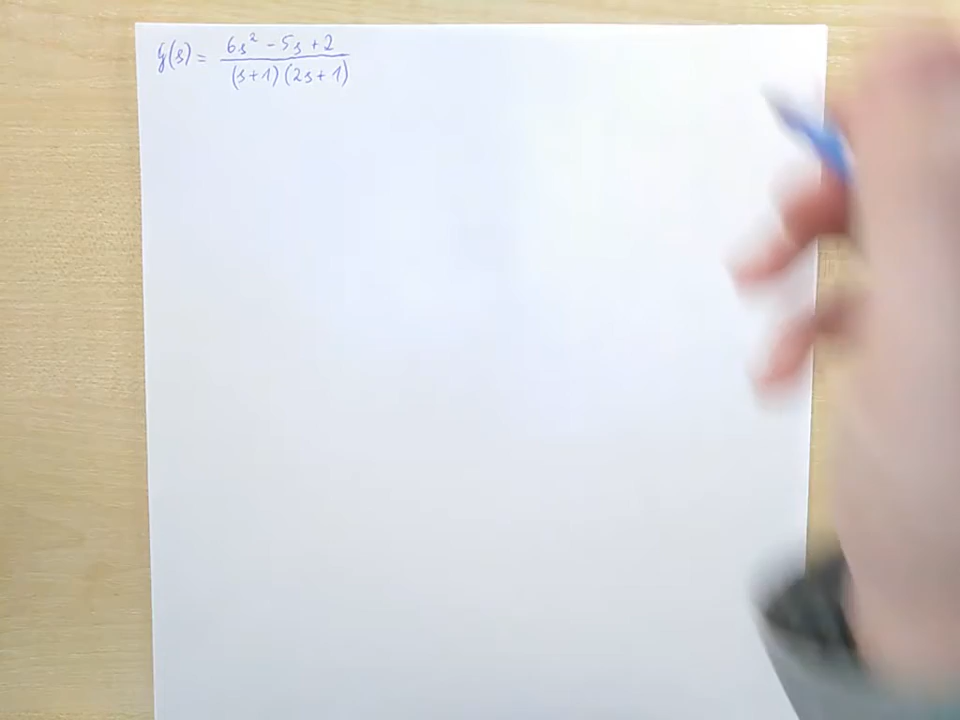 G(s) = (6s² - 5s + 2) / ((s+1)(2s+1))